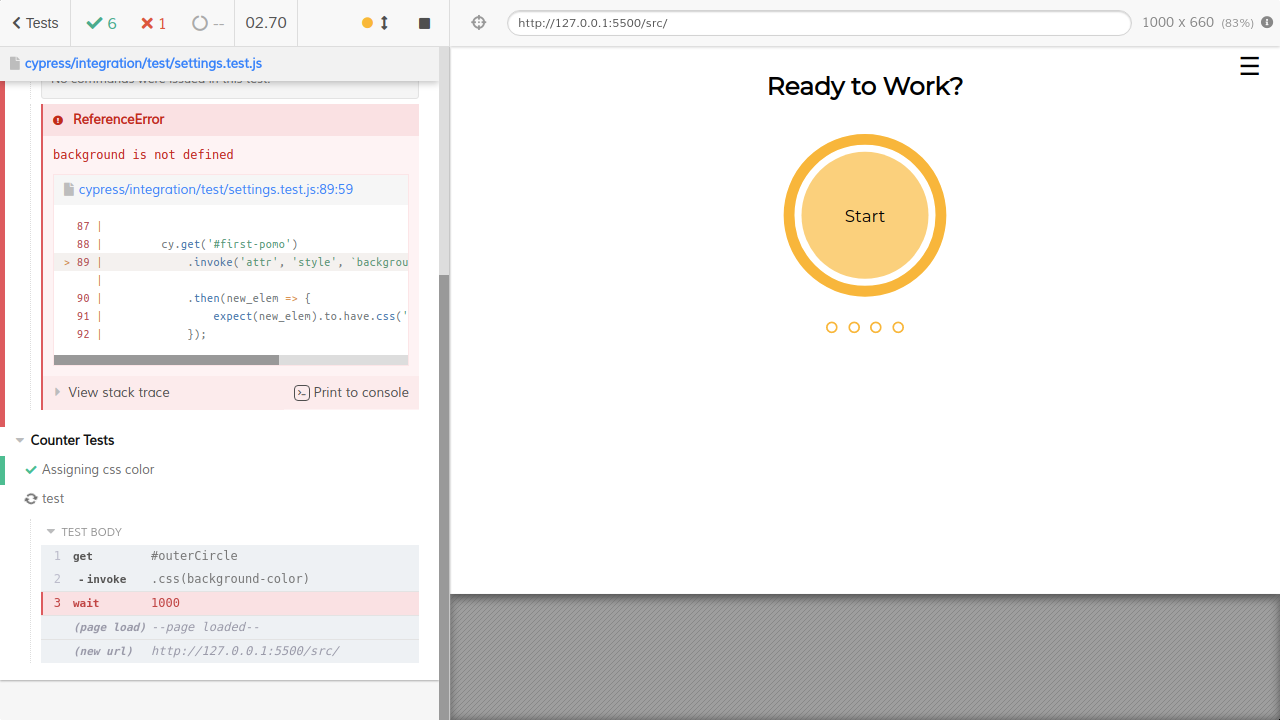 Tests 6 1 -- 02.70
http://127.0.0.1:5500/src/ 1000 x 660 (83%)
cypress/integration/test/settings.test.js
No commands were issued in this test.
ReferenceError
background is not defined
cypress/integration/test/settings.test.js:89:59
87 |
88 | cy.get('#first-pomo')
> 89 | .invoke('attr', 'style', `backgrou
|
90 | .then(new_elem => {
91 | expect(new_elem).to.have.css('
92 | });
View stack trace Print to console
Counter Tests
Assigning css color
test
TEST BODY
1 get #outerCircle
2 -invoke .css(background-color)
3 wait 1000
(page load) --page loaded--
(new url) http://127.0.0.1:5500/src/
Ready to Work?
Start